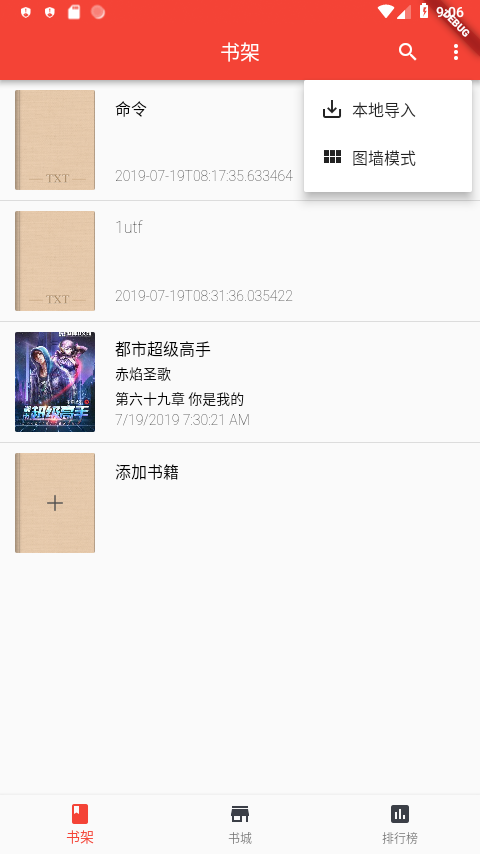 9:06
DEBUG
书架
本地导入
图墙模式
命令
TXT
2019-07-19T08:17:35.633464
1utf
TXT
2019-07-19T08:31:36.035422
超级高手
都市超级高手
赤焰圣歌
第六十九章 你是我的
7/19/2019 7:30:21 AM
添加书籍
书架
书城
排行榜